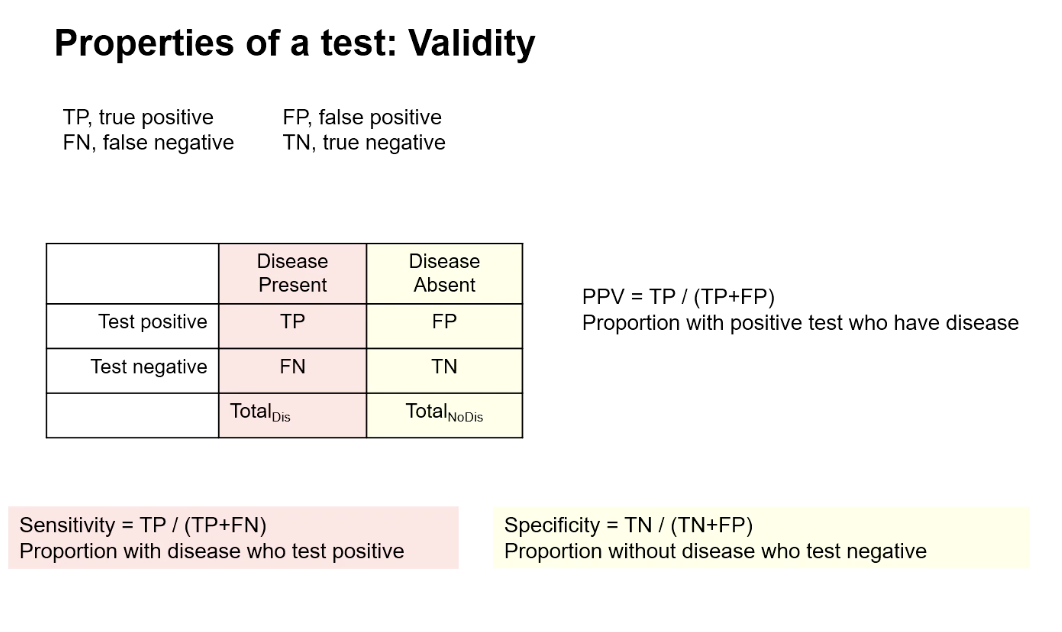 Properties of a test: Validity
TP, true positive
FN, false negative
FP, false positive
TN, true negative
Disease
Present
Disease
Absent
Test positive
TP
FP
Test negative
FN
TN
TotalDis
TotalNoDis
PPV = TP / (TP+FP)
Proportion with positive test who have disease
Sensitivity = TP / (TP+FN)
Proportion with disease who test positive
Specificity = TN / (TN+FP)
Proportion without disease who test negative